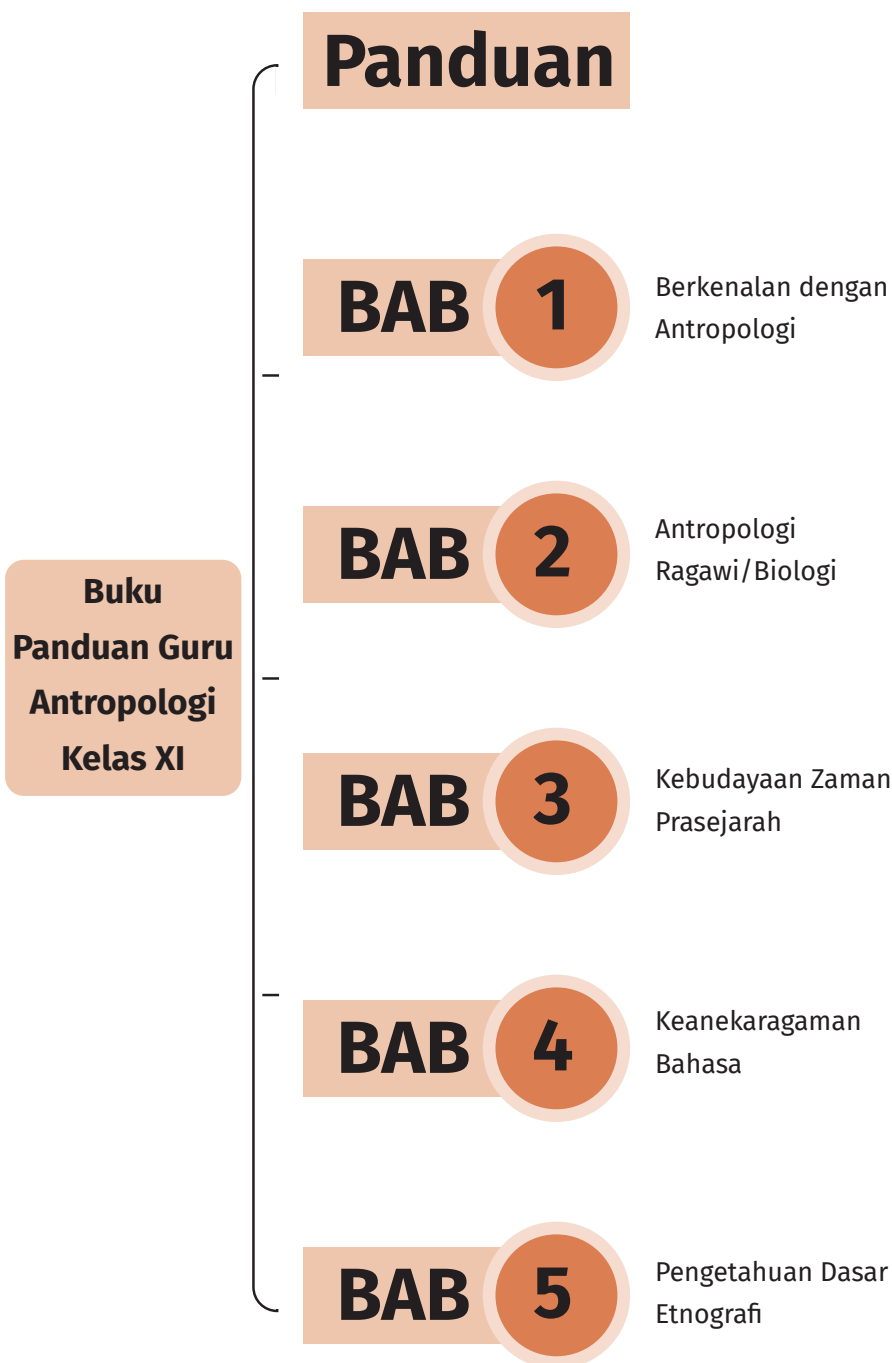 Panduan
BAB 1
Berkenalan dengan
Antropologi
BAB 2
Antropologi
Ragawi/Biologi
Buku
Panduan Guru
Antropologi
Kelas XI
BAB 3
Kebudayaan Zaman
Prasejarah
BAB 4
Keanekaragaman
Bahasa
BAB 5
Pengetahuan Dasar
Etnografi